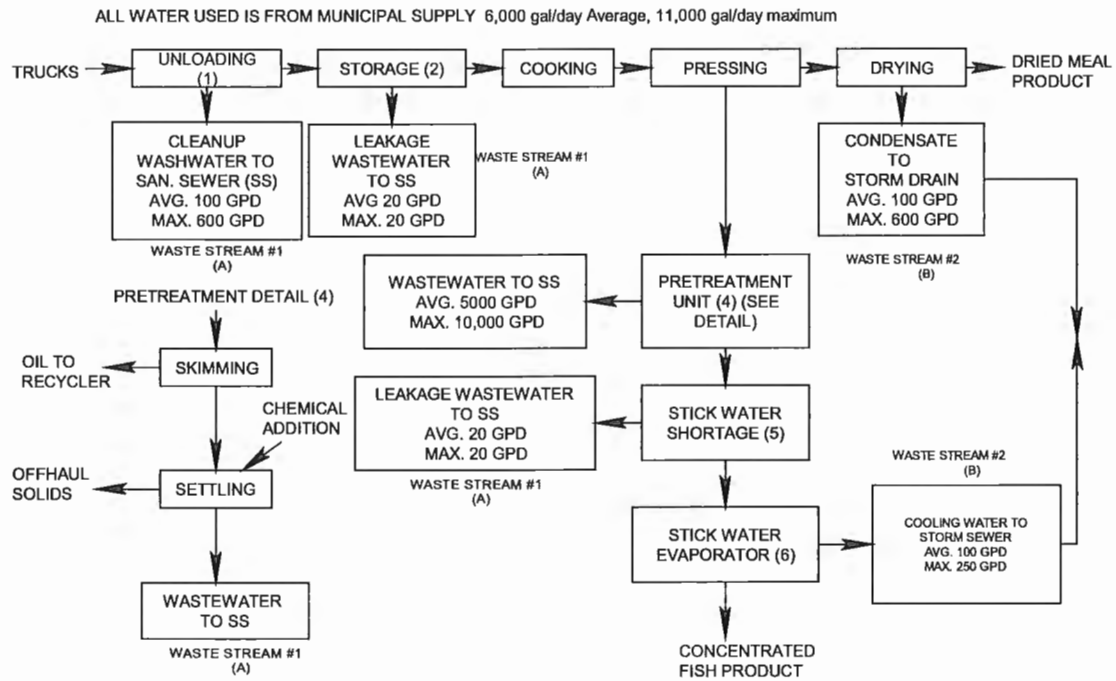 ALL WATER USED IS FROM MUNICIPAL SUPPLY 6,000 gal/day Average, 11,000 gal/day maximum
TRUCKS
UNLOADING
(1)
STORAGE (2)
COOKING
PRESSING
DRYING
DRIED MEAL
PRODUCT
CLEANUP
WASHWATER TO
SAN. SEWER (SS)
AVG. 100 GPD
MAX. 600 GPD
WASTE STREAM #1
(A)
LEAKAGE
WASTEWATER
TO SS
AVG 20 GPD
MAX. 20 GPD
WASTE STREAM #1
(A)
CONDENSATE
TO
STORM DRAIN
AVG. 100 GPD
MAX. 600 GPD
WASTE STREAM #2
(B)
PRETREATMENT DETAIL (4)
SKIMMING
OIL TO
RECYCLER
CHEMICAL
ADDITION
OFFHAUL
SOLIDS
SETTLING
WASTEWATER
TO SS
WASTE STREAM #1
(A)
WASTEWATER TO SS
AVG. 5000 GPD
MAX. 10,000 GPD
PRETREATMENT
UNIT (4) (SEE
DETAIL)
LEAKAGE WASTEWATER
TO SS
AVG. 20 GPD
MAX. 20 GPD
WASTE STREAM #1
(A)
STICK WATER
SHORTAGE (5)
STICK WATER
EVAPORATOR (6)
WASTE STREAM #2
(B)
COOLING WATER TO
STORM SEWER
AVG. 100 GPD
MAX. 250 GPD
CONCENTRATED
FISH PRODUCT